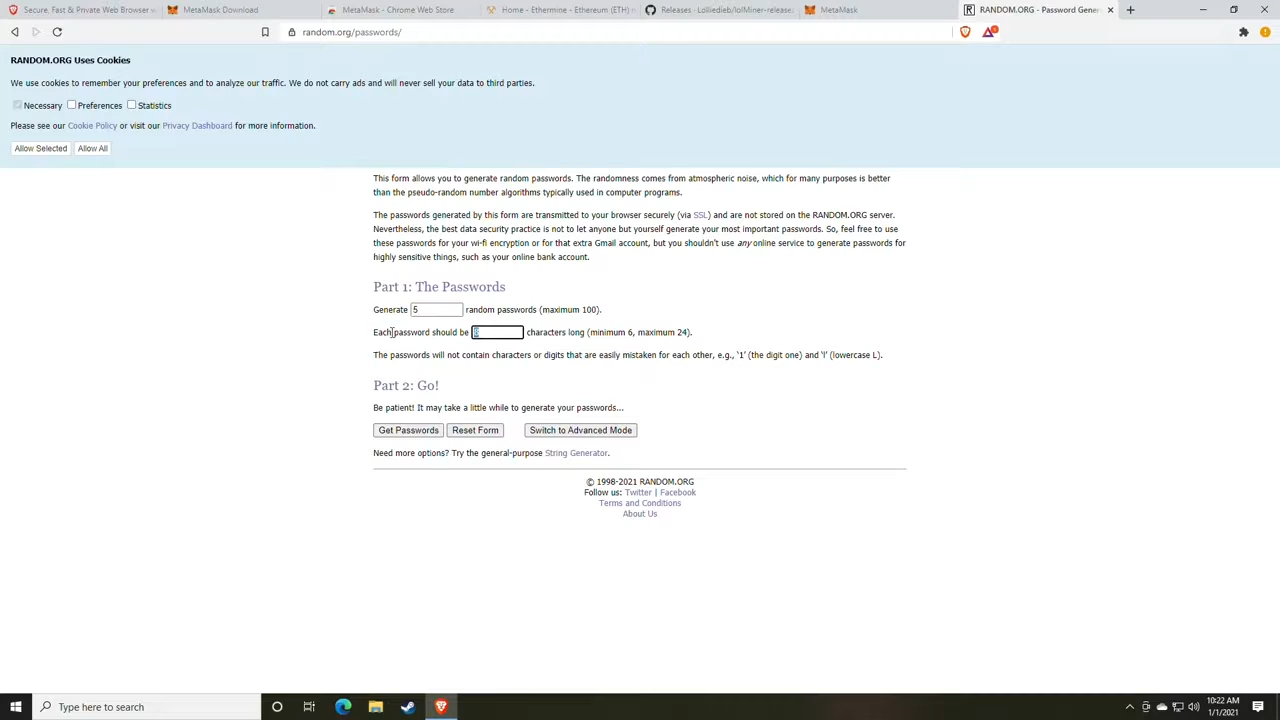 Secure, Fast & Private Web Browser w
MetaMask Download
MetaMask - Chrome Web Store
Home - Ethermine - Ethereum (ETH)
Releases · Lolliedieb/lolMiner-release
MetaMask
RANDOM.ORG - Password Gener
random.org/passwords/
RANDOM.ORG Uses Cookies
We use cookies to remember your preferences and to analyze our traffic. We do not carry ads and will never sell your data to third parties.
Necessary Preferences Statistics
Please see our Cookie Policy or visit our Privacy Dashboard for more information.
Allow Selected Allow All
This form allows you to generate random passwords. The randomness comes from atmospheric noise, which for many purposes is better
than the pseudo-random number algorithms typically used in computer programs.
The passwords generated by this form are transmitted to your browser securely (via SSL) and are not stored on the RANDOM.ORG server.
Nevertheless, the best data security practice is not to let anyone but yourself generate your most important passwords. So, feel free to use
these passwords for your wi-fi encryption or for that extra Gmail account, but you shouldn't use any online service to generate passwords for
highly sensitive things, such as your online bank account.
Part 1: The Passwords
Generate 5 random passwords (maximum 100).
Each password should be 8 characters long (minimum 6, maximum 24).
The passwords will not contain characters or digits that are easily mistaken for each other, e.g., '1' (the digit one) and 'l' (lowercase L).
Part 2: Go!
Be patient! It may take a little while to generate your passwords...
Get Passwords Reset Form Switch to Advanced Mode
Need more options? Try the general-purpose String Generator.
© 1998-2021 RANDOM.ORG
Follow us: Twitter | Facebook
Terms and Conditions
About Us
Type here to search
10:22 AM
1/1/2021